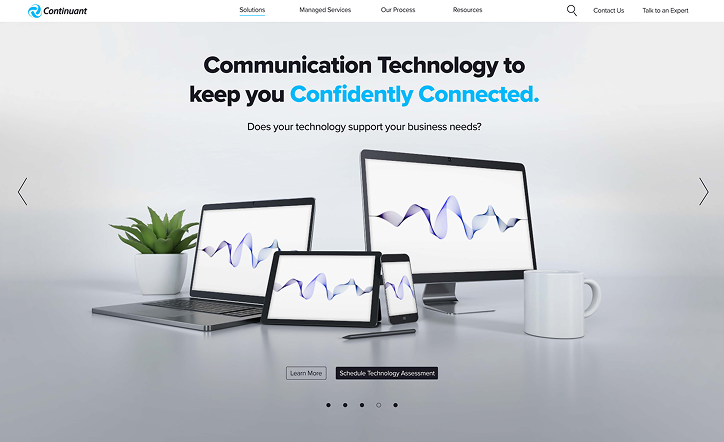 Continuant
Solutions
Managed Services
Our Process
Resources
Contact Us
Talk to an Expert
Communication Technology to
keep you Confidently Connected.
Does your technology support your business needs?
Learn More
Schedule Technology Assessment